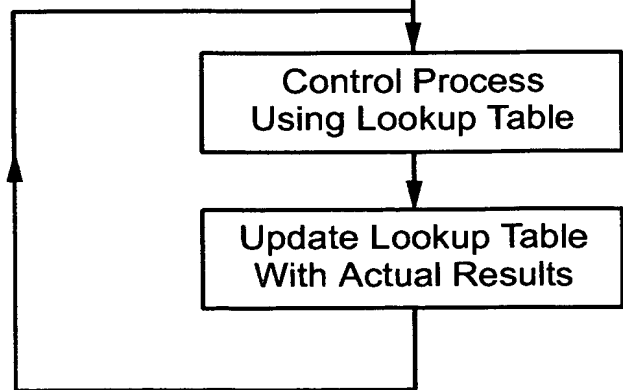 Control Process
Using Lookup Table
Update Lookup Table
With Actual Results